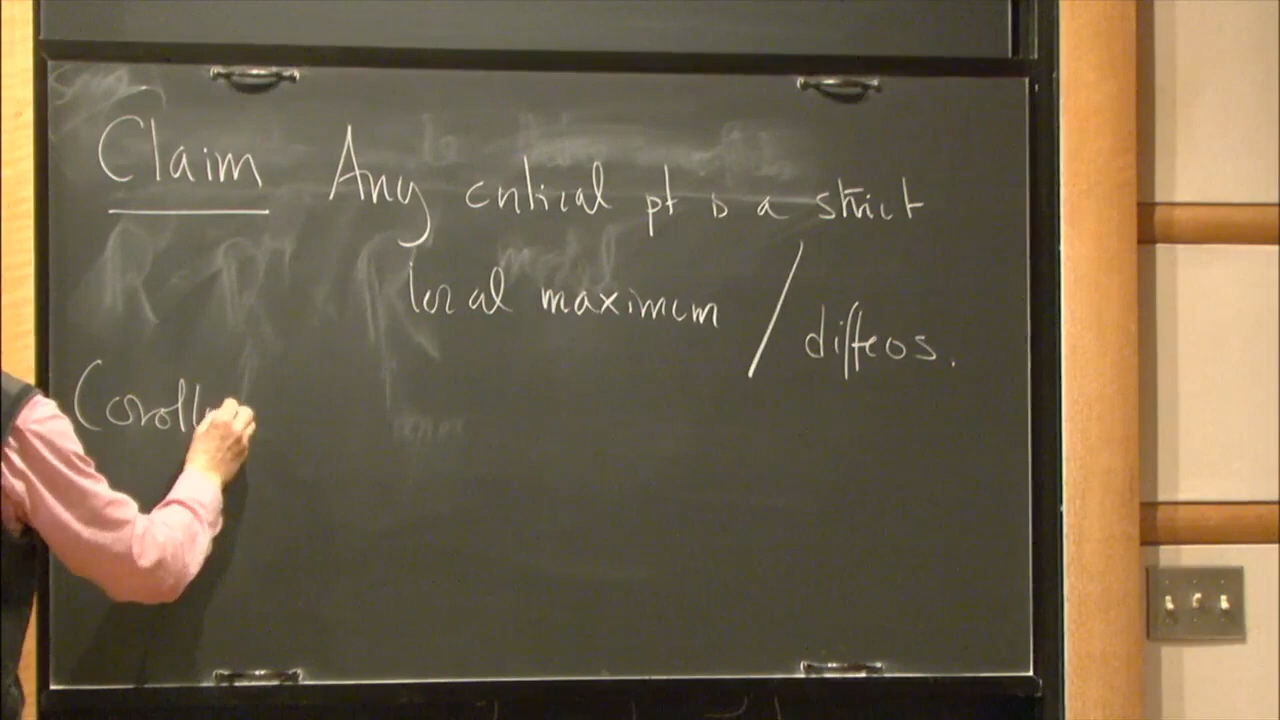 Claim Any critical pt is a strict
local maximum / diffeos.
Coroll